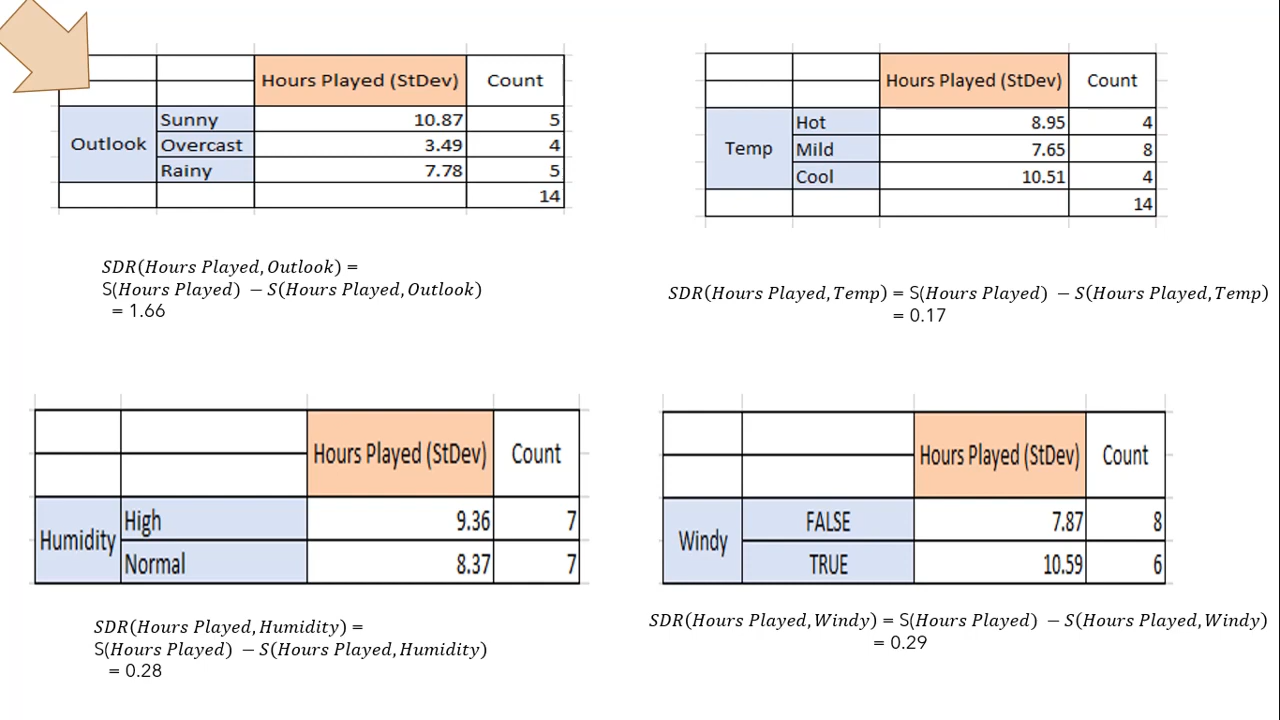 Hours Played (StDev) Count
Outlook Sunny 10.87 5
Overcast 3.49 4
Rainy 7.78 5
14
SDR(Hours Played, Outlook) =
S(Hours Played) − S(Hours Played, Outlook)
= 1.66
Hours Played (StDev) Count
Temp Hot 8.95 4
Mild 7.65 8
Cool 10.51 4
14
SDR(Hours Played, Temp) = S(Hours Played) − S(Hours Played, Temp)
= 0.17
Hours Played (StDev) Count
Humidity High 9.36 7
Normal 8.37 7
SDR(Hours Played, Humidity) =
S(Hours Played) − S(Hours Played, Humidity)
= 0.28
Hours Played (StDev) Count
Windy FALSE 7.87 8
TRUE 10.59 6
SDR(Hours Played, Windy) = S(Hours Played) − S(Hours Played, Windy)
= 0.29